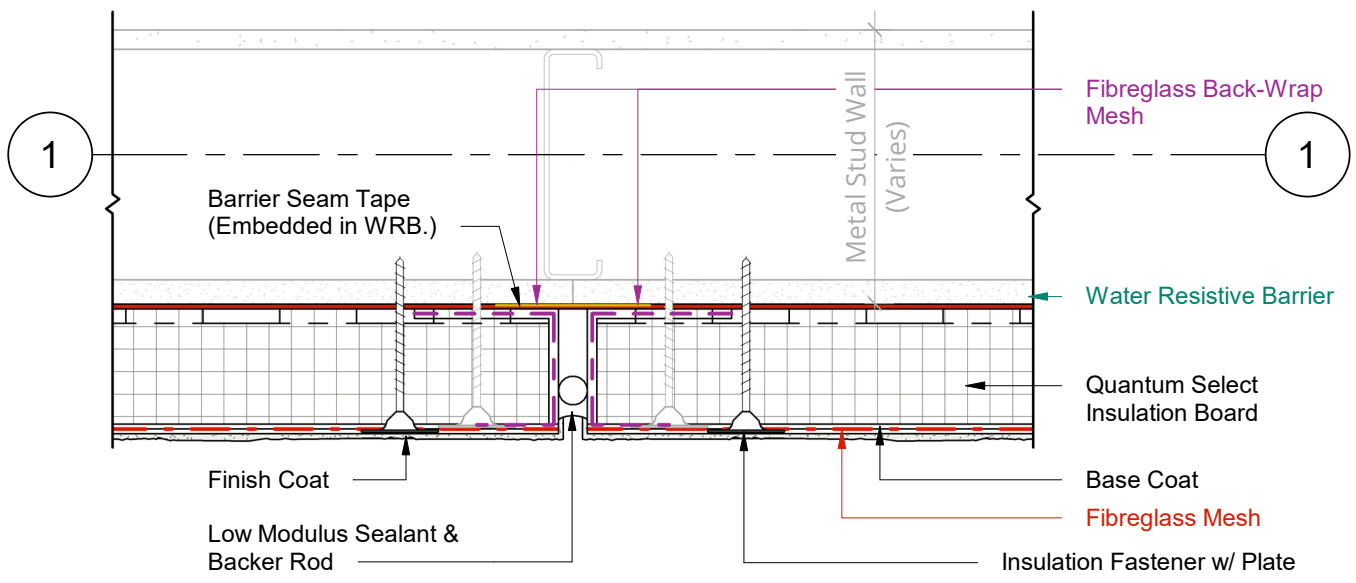 Fibreglass Back-Wrap
Mesh
Metal Stud Wall
(Varies)
1
1
Barrier Seam Tape
(Embedded in WRB.)
Water Resistive Barrier
Quantum Select
Insulation Board
Finish Coat
Base Coat
Fibreglass Mesh
Low Modulus Sealant &
Backer Rod
Insulation Fastener w/ Plate